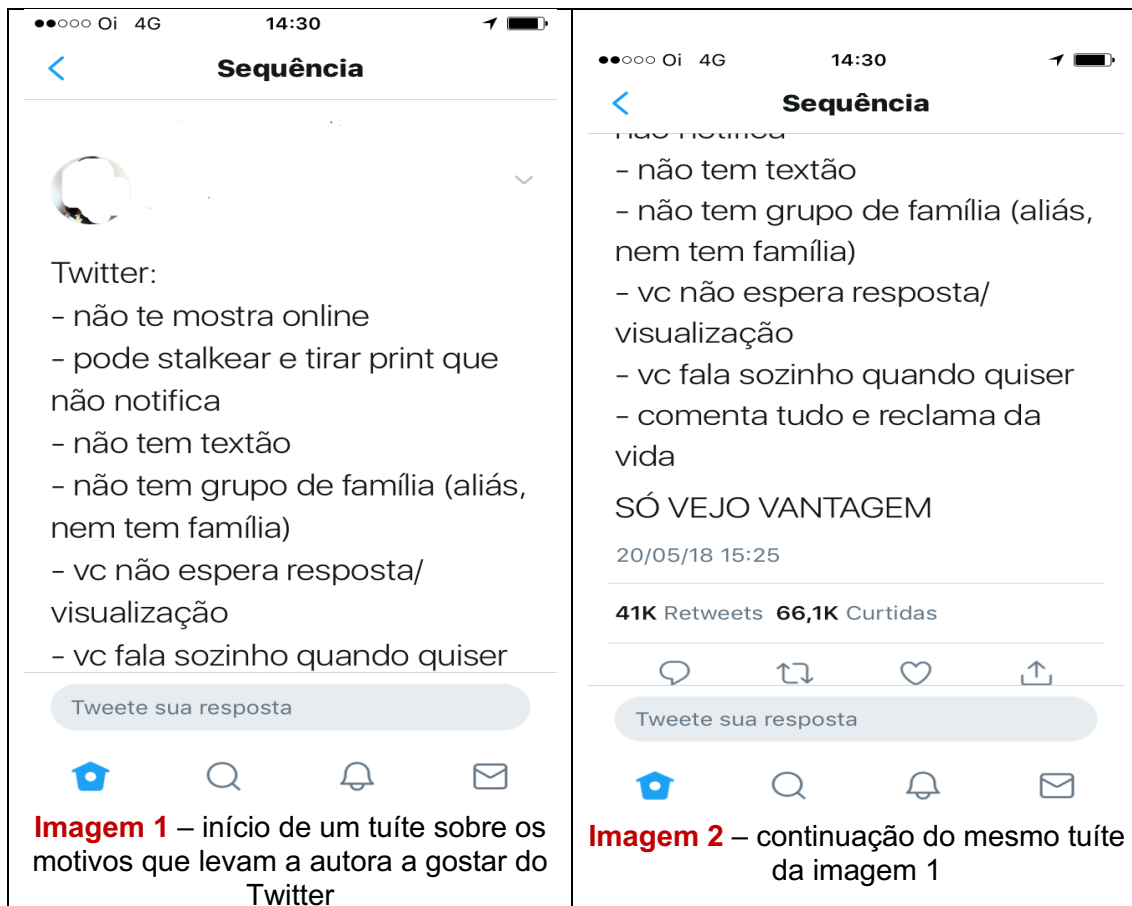 Oi 4G 14:30
Sequência
Twitter:
- não te mostra online
- pode stalkear e tirar print que
não notifica
- não tem textão
- não tem grupo de família (aliás,
nem tem família)
- vc não espera resposta/
visualização
- vc fala sozinho quando quiser
Tweete sua resposta
Imagem 1 – início de um tuíte sobre os
motivos que levam a autora a gostar do
Twitter
Oi 4G 14:30
Sequência
não notifica
- não tem textão
- não tem grupo de família (aliás,
nem tem família)
- vc não espera resposta/
visualização
- vc fala sozinho quando quiser
- comenta tudo e reclama da
vida
SÓ VEJO VANTAGEM
20/05/18 15:25
41K Retweets 66,1K Curtidas
Tweete sua resposta
Imagem 2 – continuação do mesmo tuíte
da imagem 1